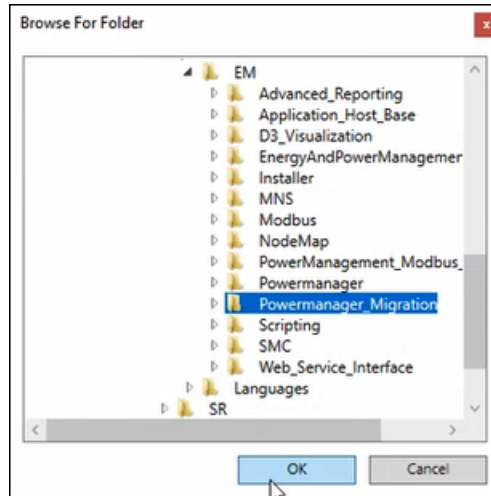 Browse For Folder
x
EM
Advanced_Reporting
Application_Host_Base
D3_Visualization
EnergyAndPowerManagemer
Installer
MNS
Modbus
NodeMap
PowerManagement_Modbus_
Powermanager
Powermanager_Migration
Scripting
SMC
Web_Service_Interface
Languages
SR
OK Cancel